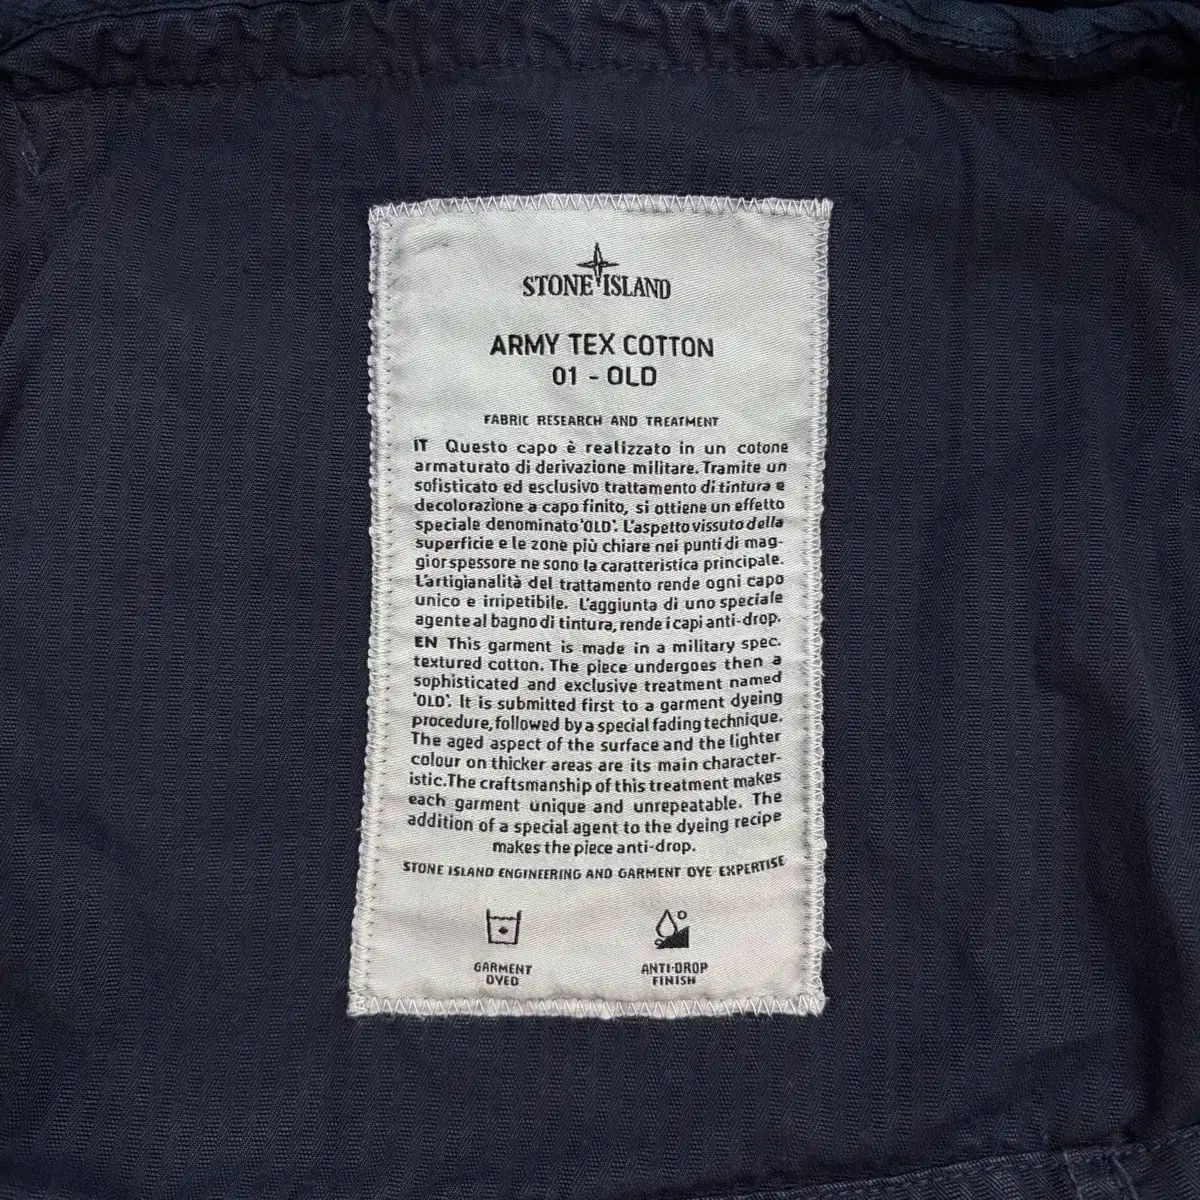 STONE ISLAND
ARMY TEX COTTON
01 - OLD
FABRIC RESEARCH AND TREATMENT
IT Questo capo è realizzato in un cotone
armaturato di derivazione militare. Tramite un
sofisticato ed esclusivo trattamento di tintura e
decolorazione a capo finito, si ottiene un effetto
speciale denominato 'OLD'. L'aspetto vissuto della
superficie e le zone più chiare nei punti di mag-
gior spessore ne sono la caratteristica principale.
L'artigianalità del trattamento rende ogni capo
unico e irripetibile. L'aggiunta di uno speciale
agente al bagno di tintura, rende i capi anti-drop.
EN This garment is made in a military spec.
textured cotton. The piece undergoes then a
sophisticated and exclusive treatment named
'OLD'. It is submitted first to a garment dyeing
procedure, followed by a special fading technique.
The aged aspect of the surface and the lighter
colour on thicker areas are its main character-
istic. The craftsmanship of this treatment makes
each garment unique and unrepeatable. The
addition of a special agent to the dyeing recipe
makes the piece anti-drop.
STONE ISLAND ENGINEERING AND GARMENT DYE EXPERTISE
GARMENT
DYED
ANTI-DROP
FINISH